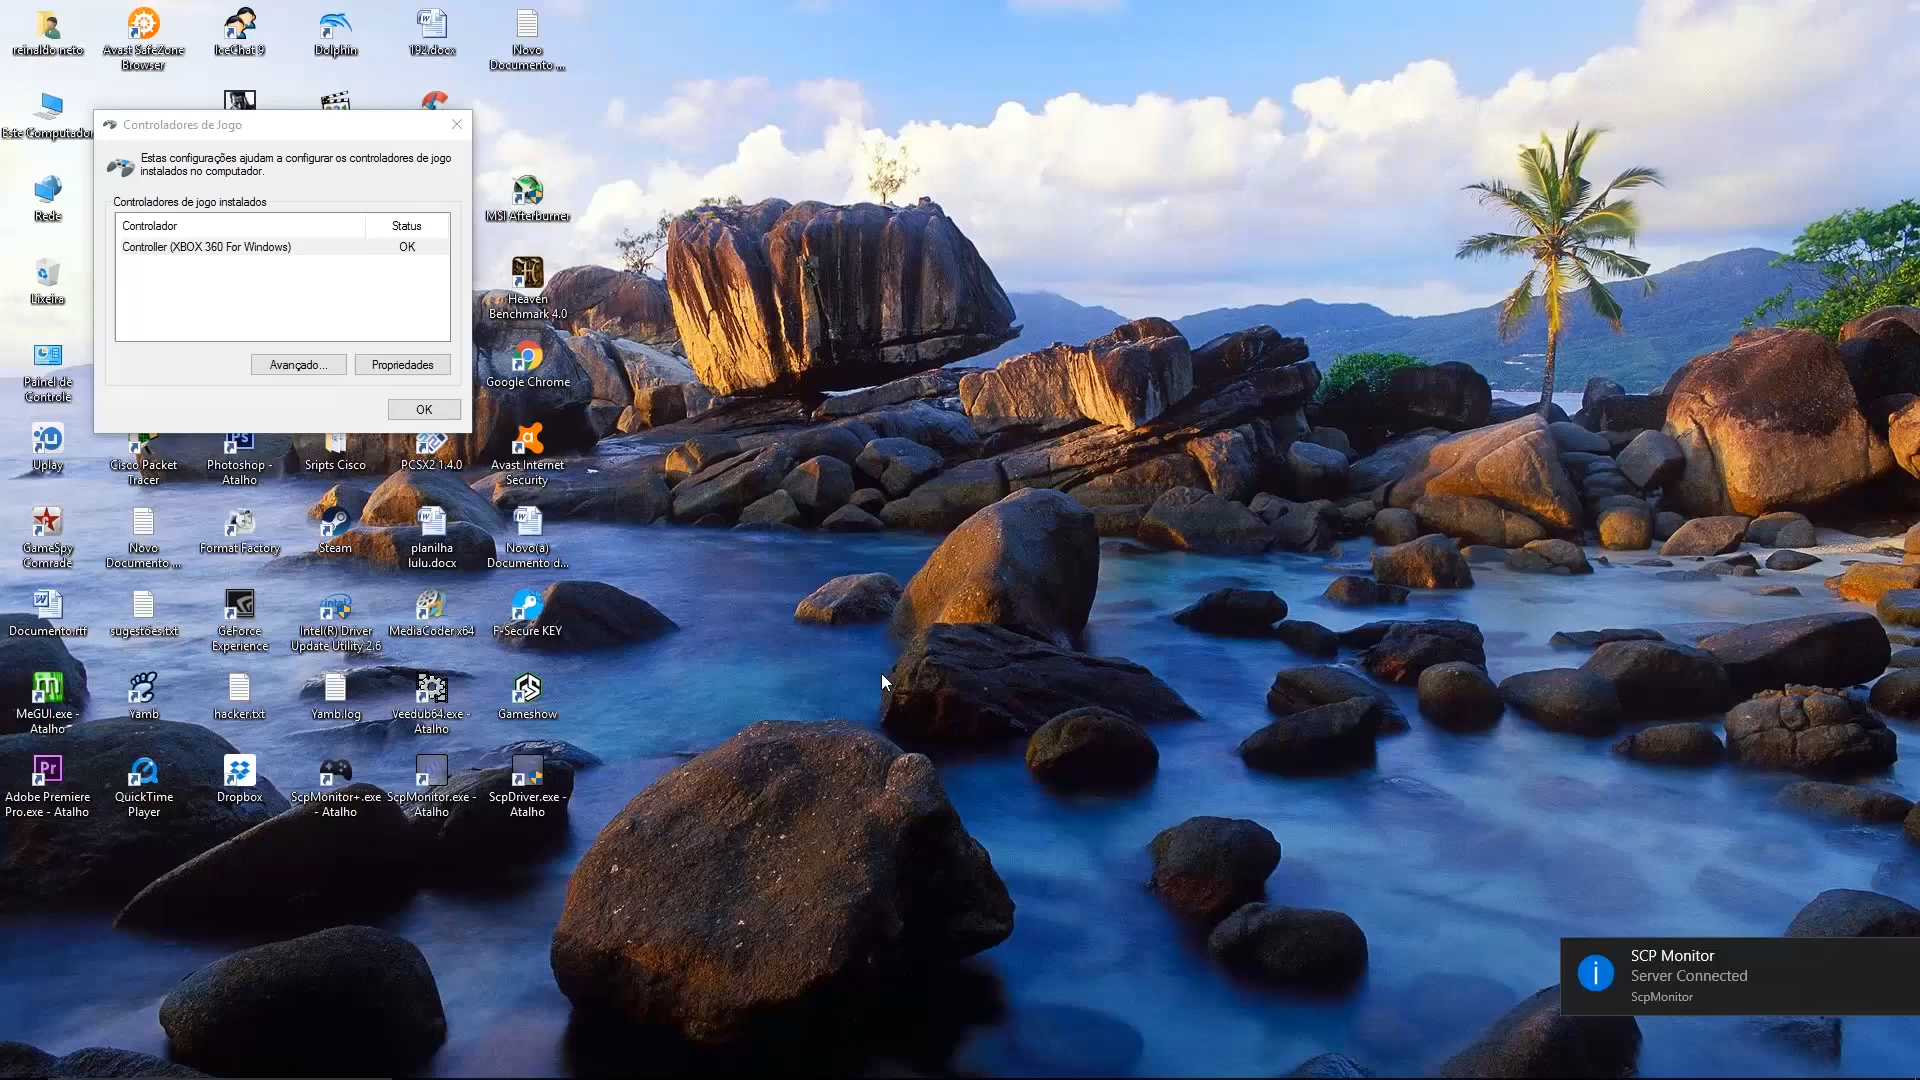 reinaldo neto
Avast SafeZone
Browser
IceChat 9
Dolphin
192.docx
Novo
Documento ...
Este Computador
Controladores de Jogo
Estas configurações ajudam a configurar os controladores de jogo
instalados no computador.
Controladores de jogo instalados
Controlador
Status
Controller (XBOX 360 For Windows)
OK
Avançado...
Propriedades
OK
Rede
MSI Afterburner
Lixeira
Heaven
Benchmark 4.0
Painel de
Controle
Google Chrome
Uplay
Cisco Packet
Tracer
Photoshop -
Atalho
Sripts Cisco
PCSX2 1.4.0
Avast Internet
Security
GameSpy
Comrade
Novo
Documento ...
Format Factory
Steam
planilha
lulu.docx
Novo(a)
Documento d...
Documento.rtf
sugestões.txt
GeForce
Experience
Intel(R) Driver
Update Utility 2.6
MediaCoder x64
F-Secure KEY
MeGUI.exe -
Atalho
Yamb
hacker.txt
Yamb.log
Veedub64.exe -
Atalho
Gameshow
Adobe Premiere
Pro.exe - Atalho
QuickTime
Player
Dropbox
ScpMonitor+.exe
- Atalho
ScpMonitor.exe -
Atalho
ScpDriver.exe -
Atalho
SCP Monitor
Server Connected
ScpMonitor